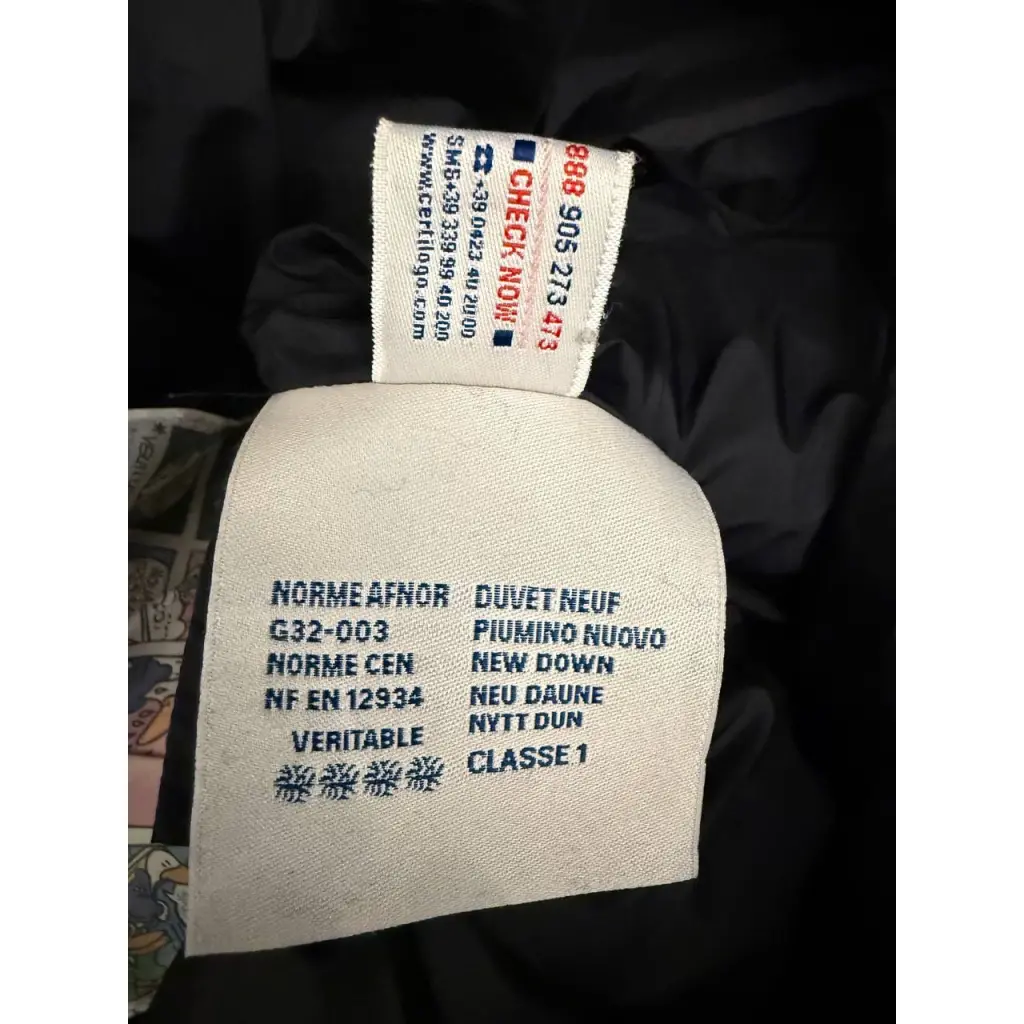 888 905 273 473
CHECK NOW
☎ +39 0423 40 2000
SMS+39 339 99 40 200
www.certilogo.com
NORME AFNOR
G32-003
NORME CEN
NF EN 12934
VERITABLE
DUVET NEUF
PIUMINO NUOVO
NEW DOWN
NEU DAUNE
NYTT DUN
CLASSE 1